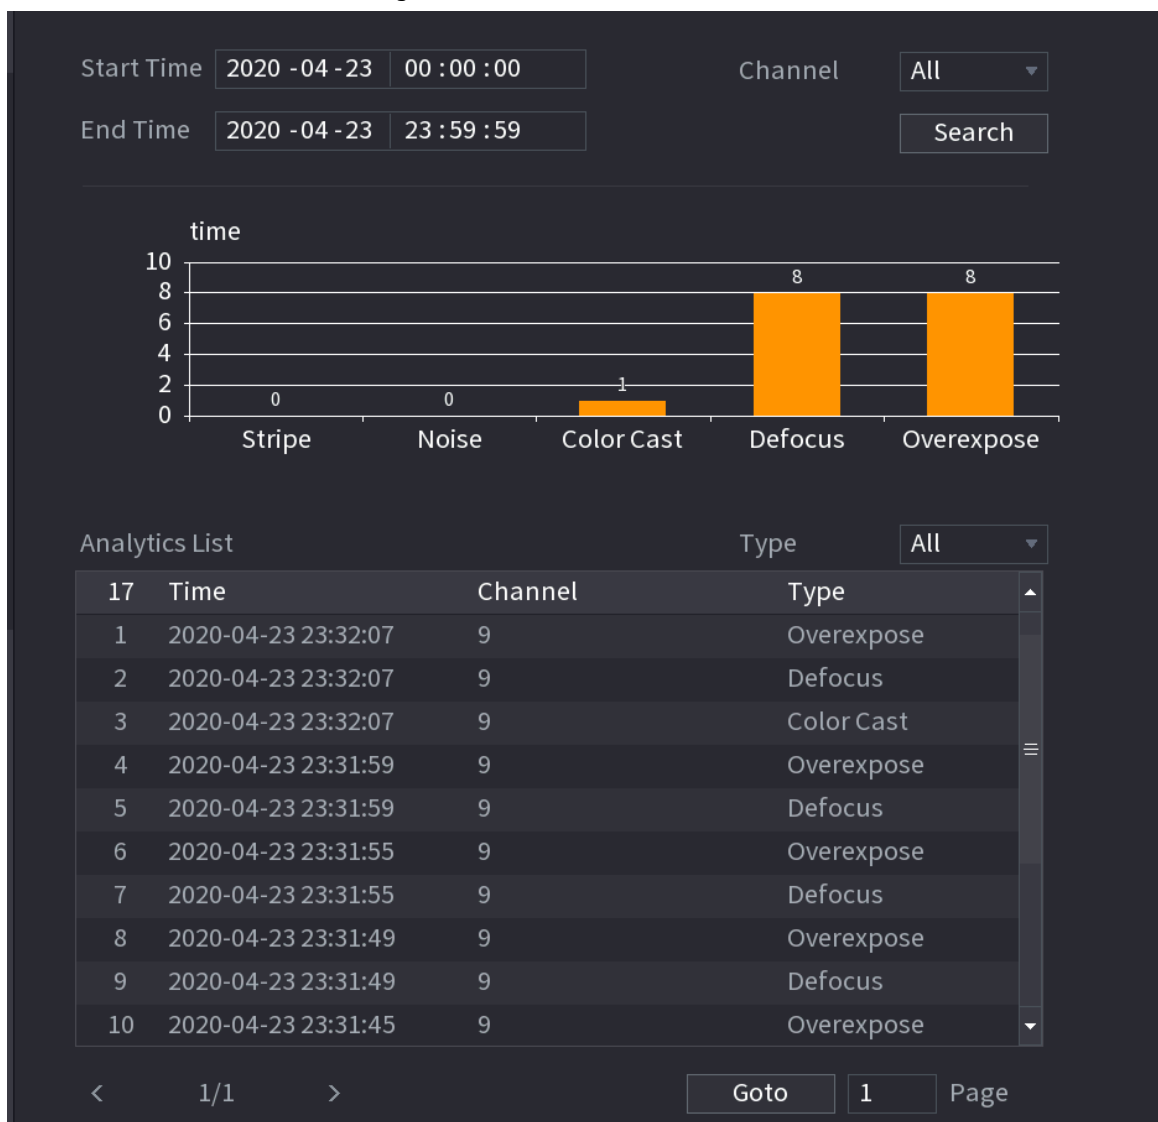 Start Time 2020 -04 -23 00 : 00 : 00 Channel All
End Time 2020 -04 -23 23 : 59 : 59 Search
time
10
8
6
4
2
0
0 0 1 8 8
Stripe Noise Color Cast Defocus Overexpose
Analytics List Type All
17 Time Channel Type
1 2020-04-23 23:32:07 9 Overexpose
2 2020-04-23 23:32:07 9 Defocus
3 2020-04-23 23:32:07 9 Color Cast
4 2020-04-23 23:31:59 9 Overexpose
5 2020-04-23 23:31:59 9 Defocus
6 2020-04-23 23:31:55 9 Overexpose
7 2020-04-23 23:31:55 9 Defocus
8 2020-04-23 23:31:49 9 Overexpose
9 2020-04-23 23:31:49 9 Defocus
10 2020-04-23 23:31:45 9 Overexpose
< 1/1 > Goto 1 Page